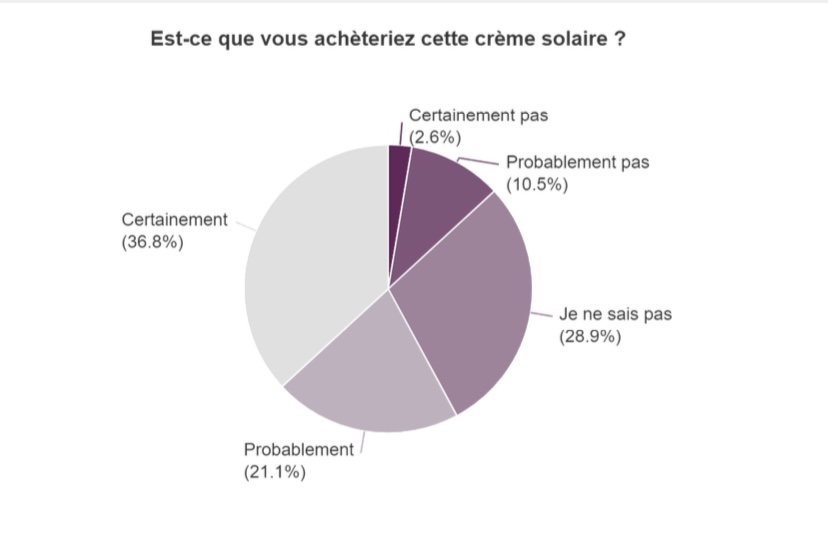 Est-ce que vous achèteriez cette crème solaire ?
Certainement pas
(2.6%)
Probablement pas
(10.5%)
Certainement
(36.8%)
Je ne sais pas
(28.9%)
Probablement
(21.1%)